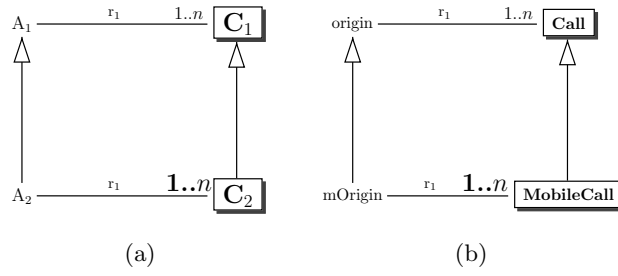 A₁ r₁ 1..n C₁ origin r₁ 1..n Call
A₂ r₁ 1..n C₂ mOrigin r₁ 1..n MobileCall
(a) (b)